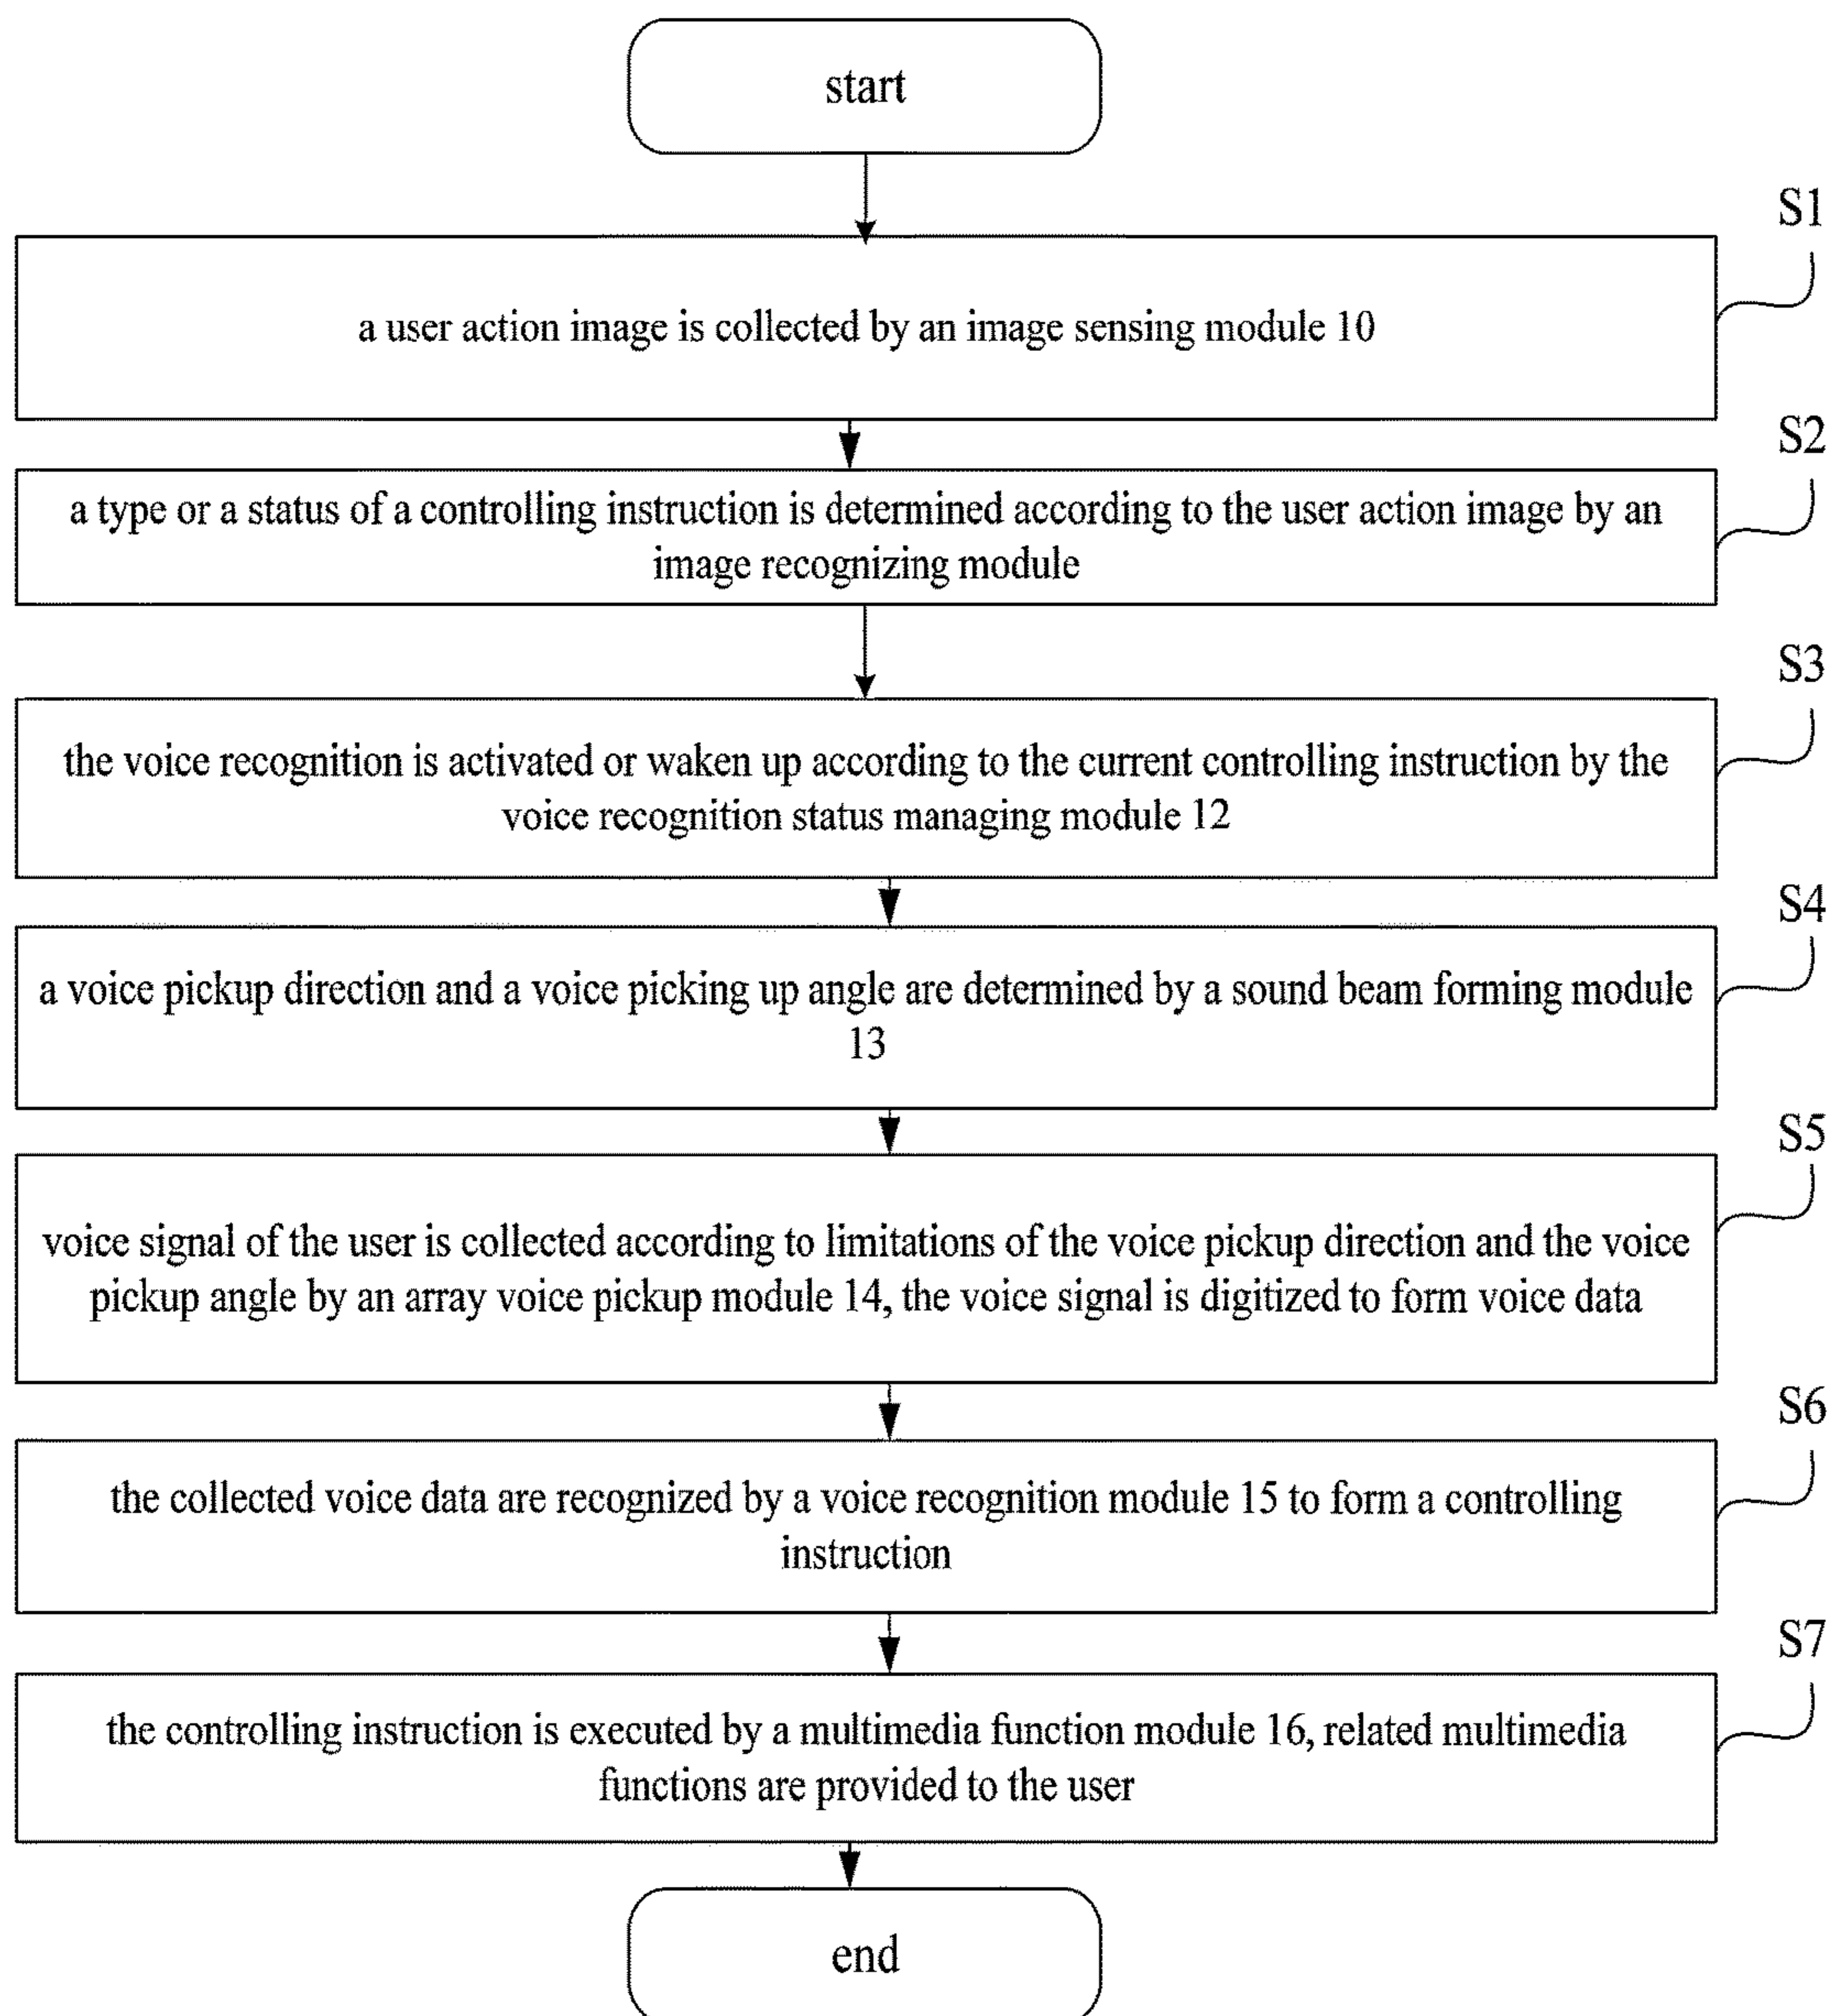 start
S1
a user action image is collected by an image sensing module 10
S2
a type or a status of a controlling instruction is determined according to the user action image by an
image recognizing module
S3
the voice recognition is activated or waken up according to the current controlling instruction by the
voice recognition status managing module 12
S4
a voice pickup direction and a voice picking up angle are determined by a sound beam forming module
13
S5
voice signal of the user is collected according to limitations of the voice pickup direction and the voice
pickup angle by an array voice pickup module 14, the voice signal is digitized to form voice data
S6
the collected voice data are recognized by a voice recognition module 15 to form a controlling
instruction
S7
the controlling instruction is executed by a multimedia function module 16, related multimedia
functions are provided to the user
end